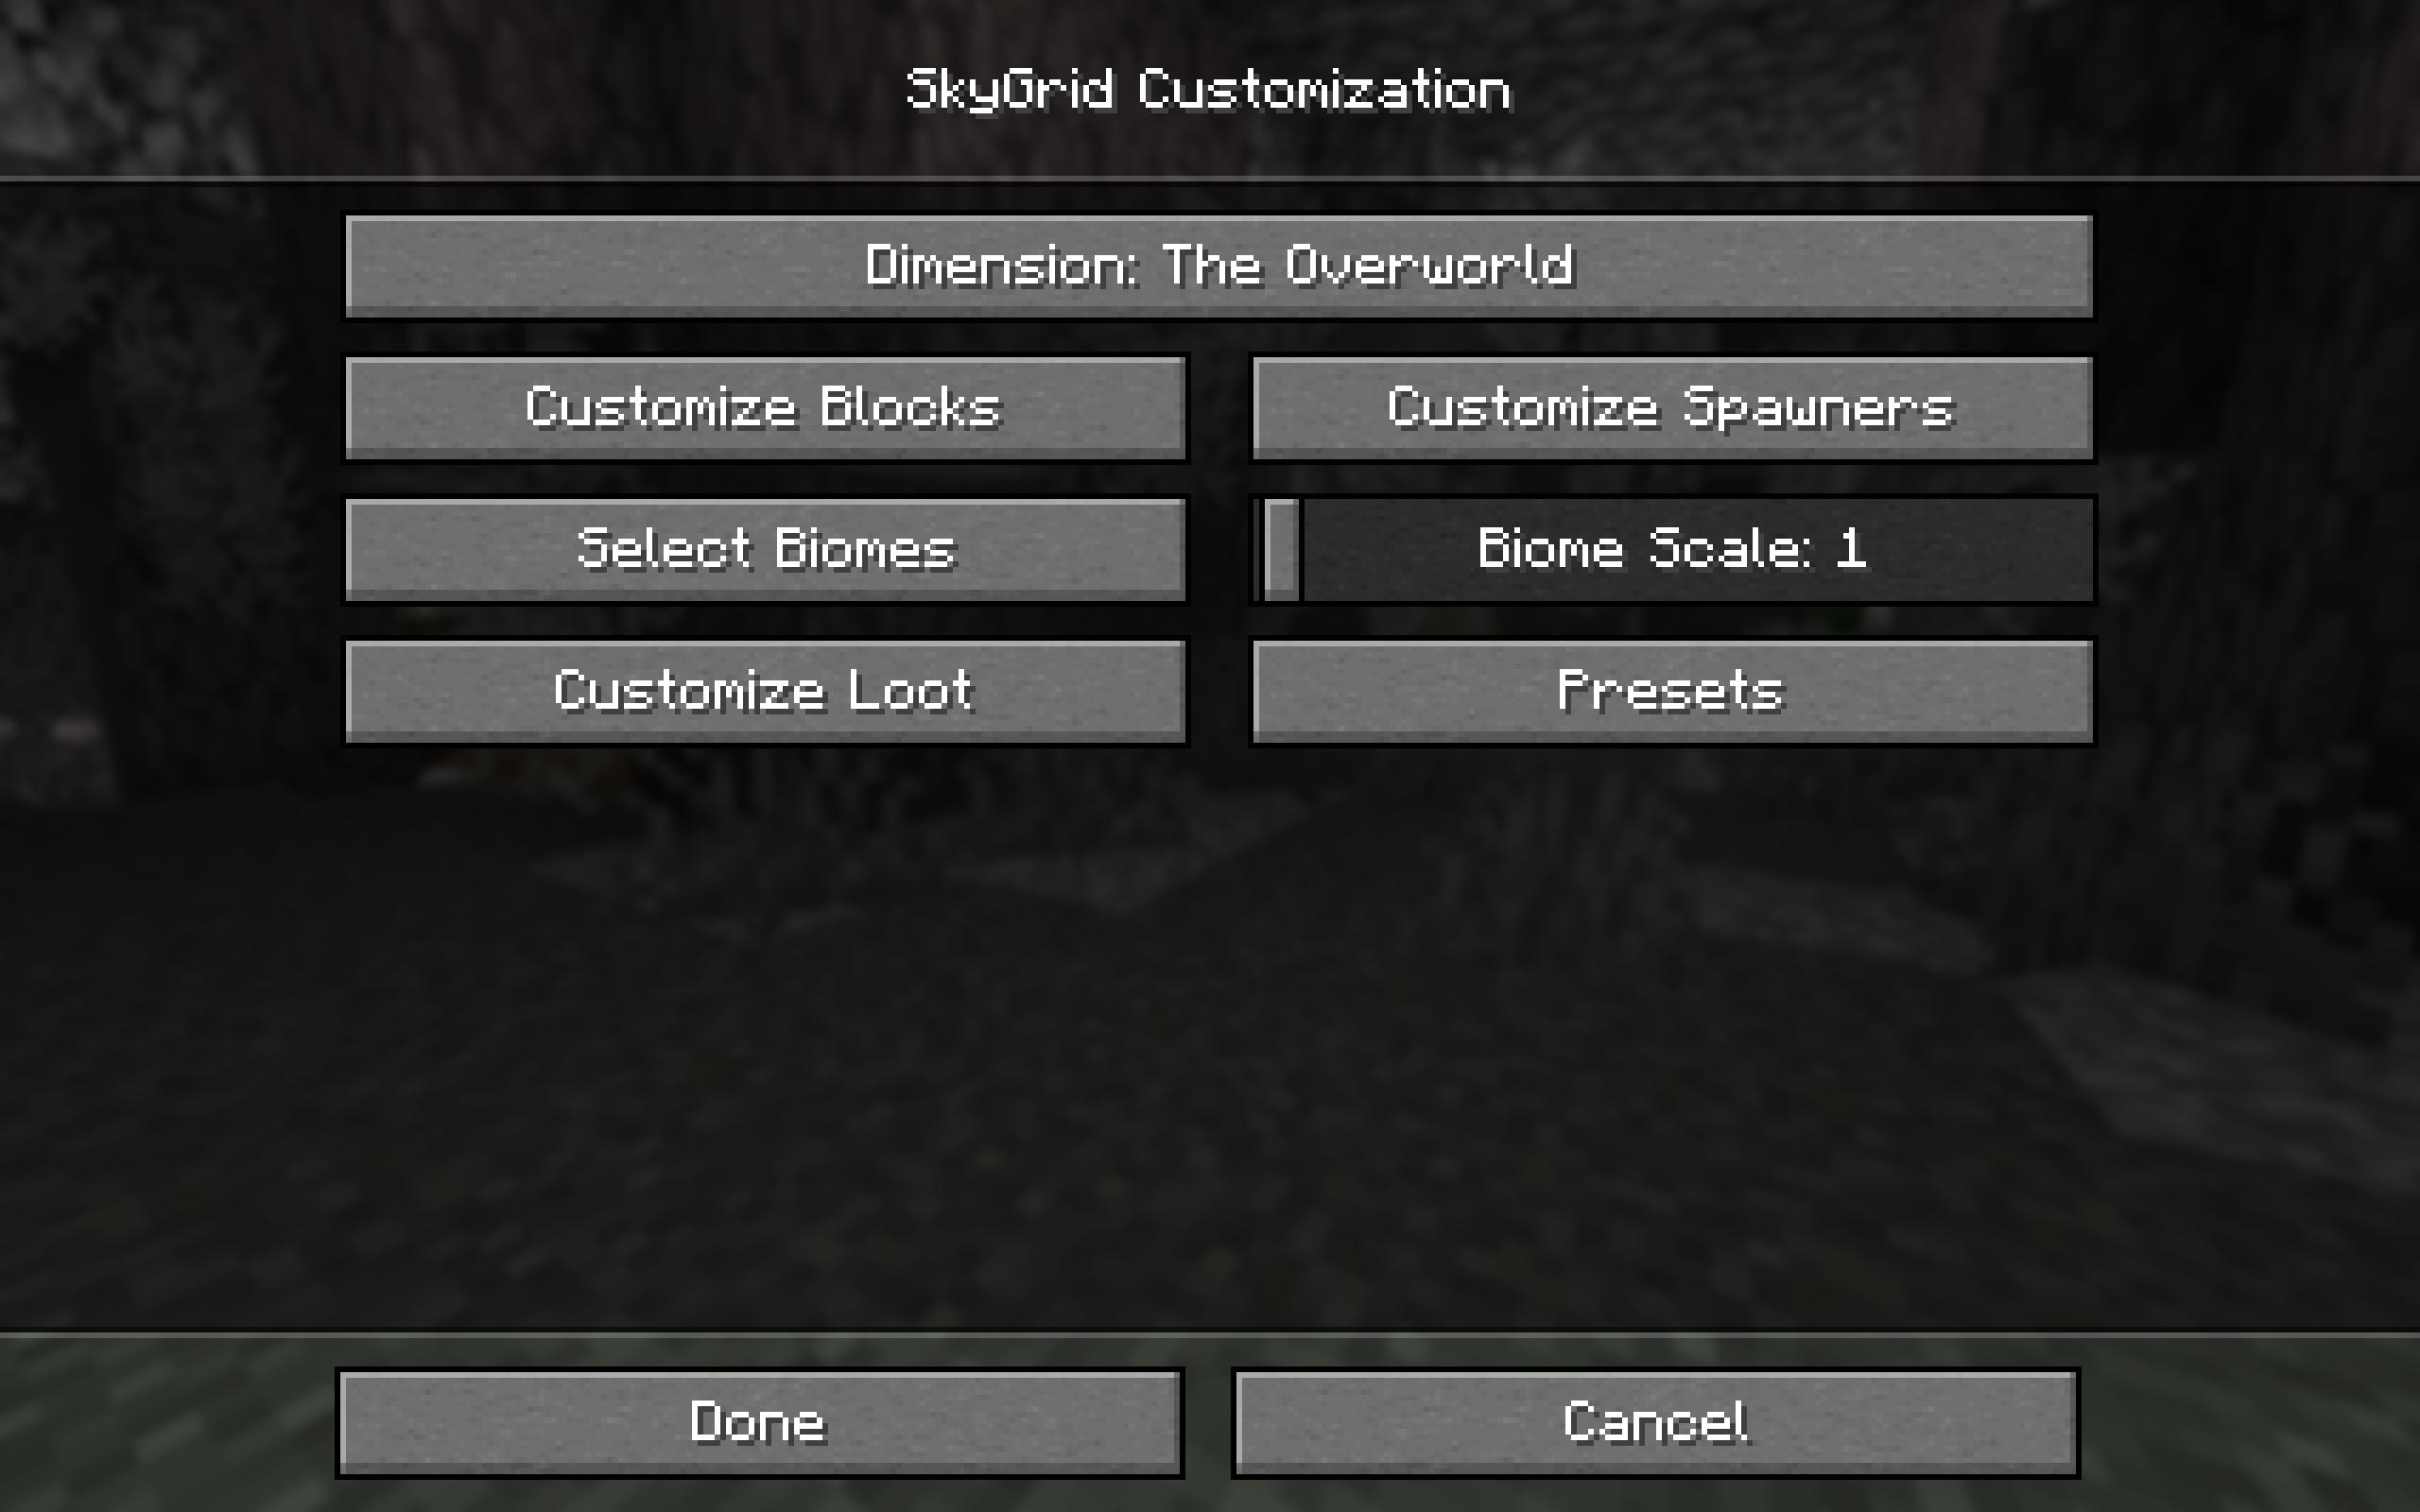 SkyGrid Customization
Dimension: The Overworld
Customize Blocks
Customize Spawners
Select Biomes
Biome Scale: 1
Customize Loot
Presets
Done
Cancel